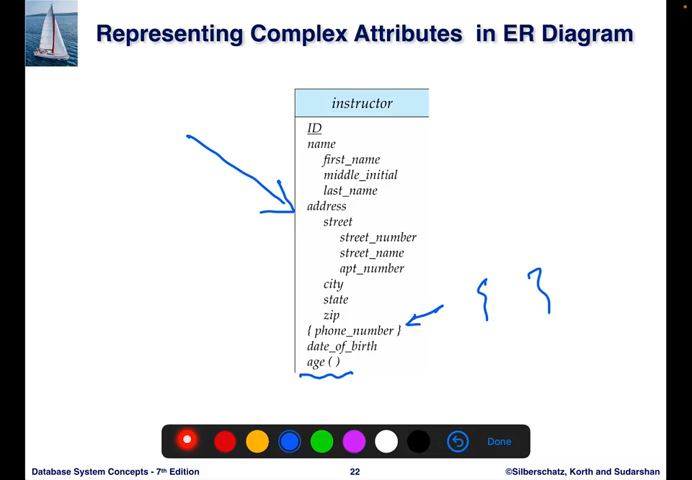 Representing Complex Attributes in ER Diagram
instructor
ID
name
first_name
middle_initial
last_name
address
street
street_number
street_name
apt_number
city
state
zip
{ phone_number }
date_of_birth
age ( )
{ }
Done
Database System Concepts - 7th Edition
22
©Silberschatz, Korth and Sudarshan